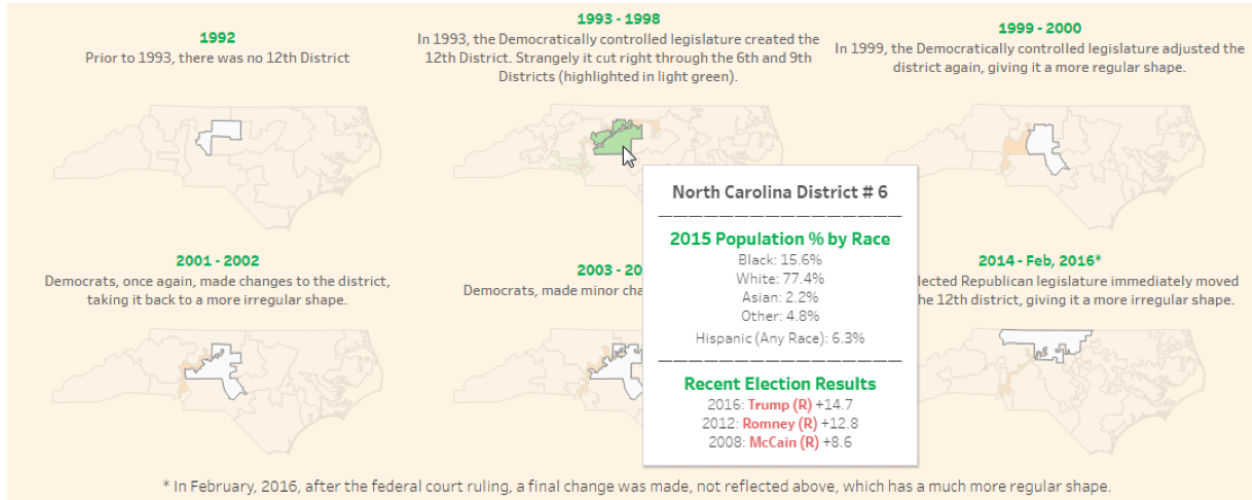 1992
Prior to 1993, there was no 12th District
1993 - 1998
In 1993, the Democratically controlled legislature created the
12th District. Strangely it cut right through the 6th and 9th
Districts (highlighted in light green).
1999 - 2000
In 1999, the Democratically controlled legislature adjusted the
district again, giving it a more regular shape.
2001 - 2002
Democrats, once again, made changes to the district,
taking it back to a more irregular shape.
2003 - 20
Democrats, made minor cha
North Carolina District # 6
2015 Population % by Race
Black: 15.6%
White: 77.4%
Asian: 2.2%
Other: 4.8%
Hispanic (Any Race): 6.3%
Recent Election Results
2016: Trump (R) +14.7
2012: Romney (R) +12.8
2008: McCain (R) +8.6
2014 - Feb, 2016*
lected Republican legislature immediately moved
he 12th district, giving it a more irregular shape.
* In February, 2016, after the federal court ruling, a final change was made, not reflected above, which has a much more regular shape.